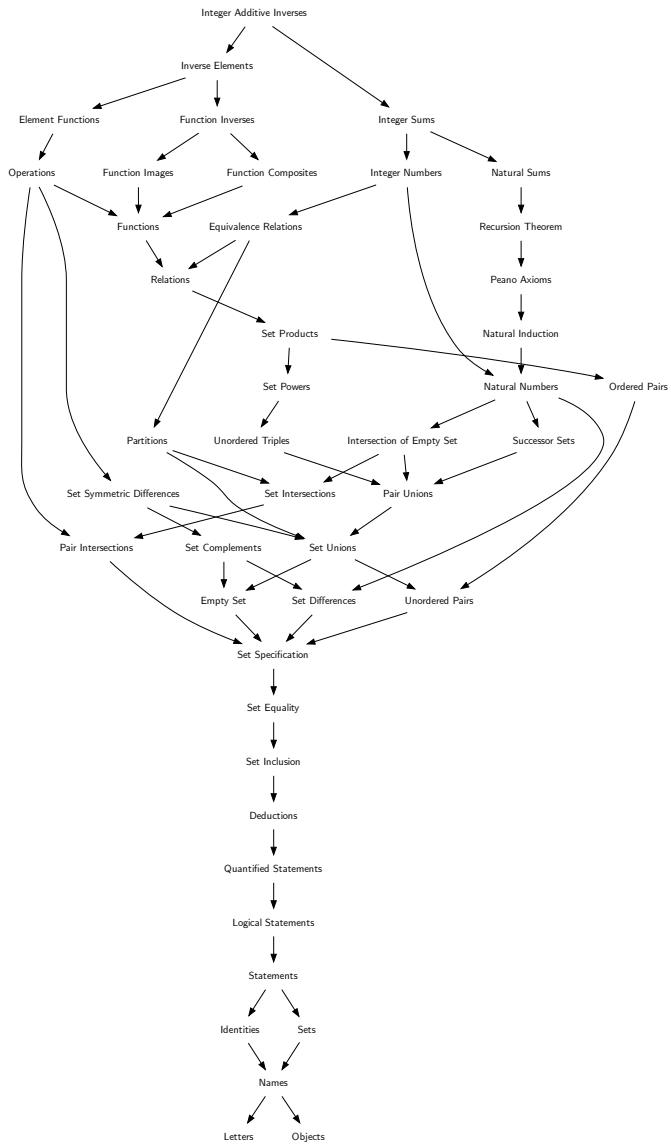 Integer Additive Inverses
Inverse Elements
Element Functions
Function Inverses
Integer Sums
Operations
Function Images
Function Composites
Integer Numbers
Natural Sums
Functions
Equivalence Relations
Recursion Theorem
Relations
Peano Axioms
Set Products
Natural Induction
Set Powers
Natural Numbers
Ordered Pairs
Partitions
Unordered Triples
Intersection of Empty Set
Successor Sets
Set Symmetric Differences
Set Intersections
Pair Unions
Pair Intersections
Set Complements
Set Unions
Empty Set
Set Differences
Unordered Pairs
Set Specification
Set Equality
Set Inclusion
Deductions
Quantified Statements
Logical Statements
Statements
Identities
Sets
Names
Letters
Objects